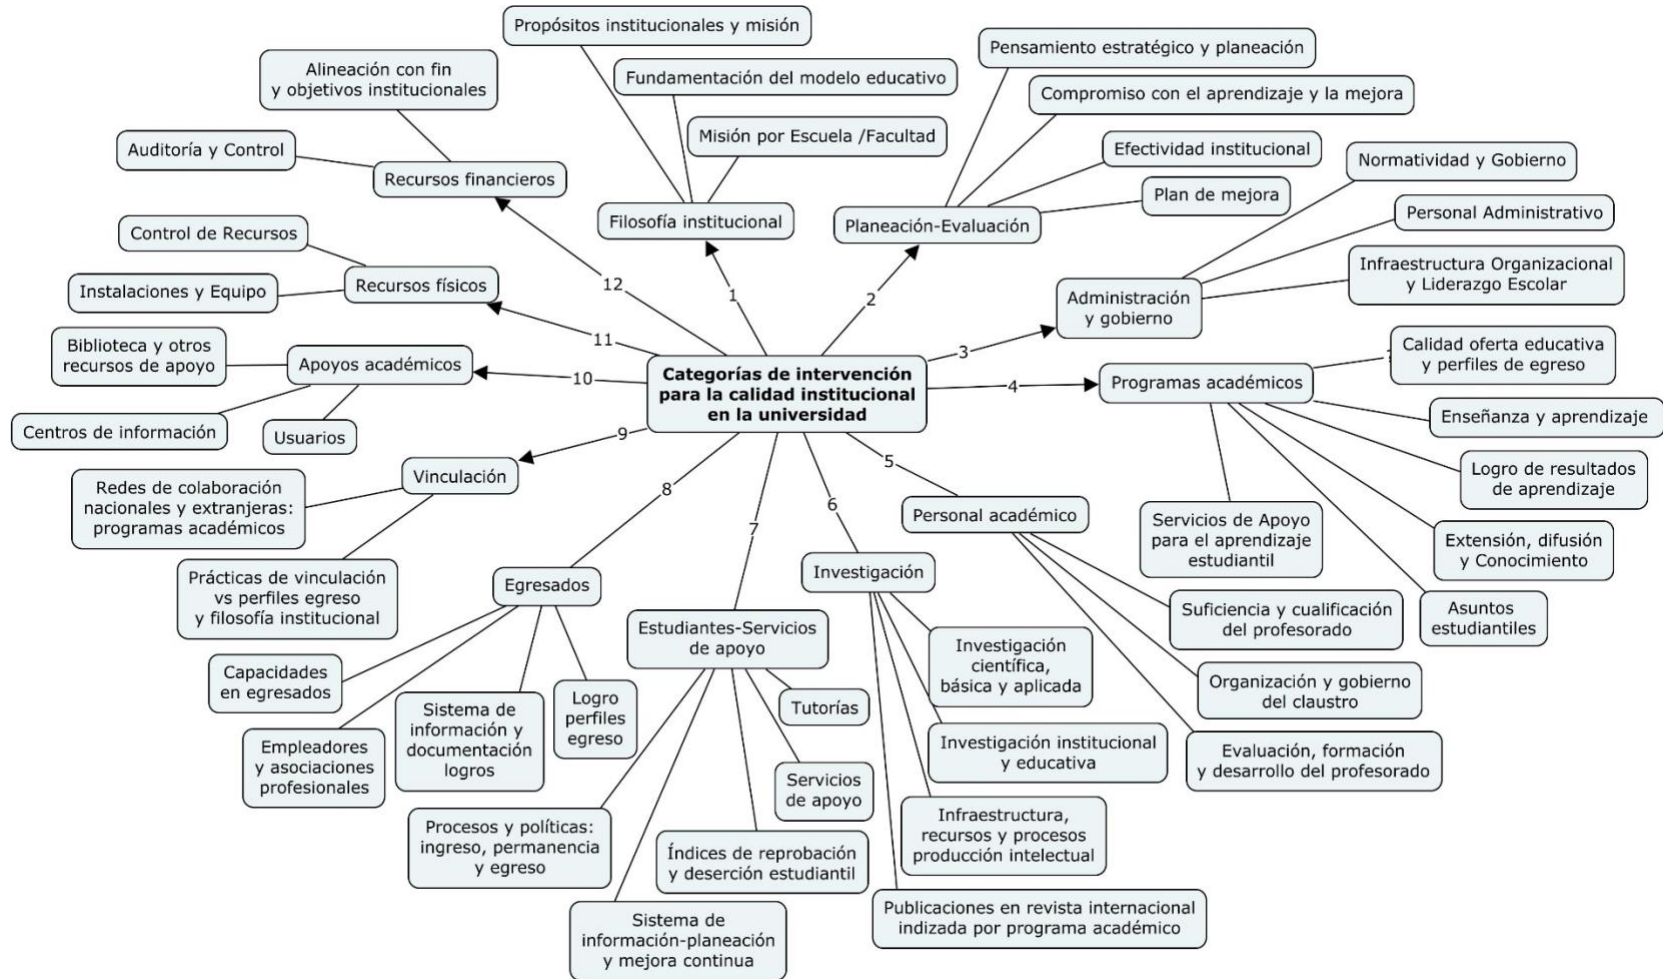 Propósitos institucionales y misión
Fundamentación del modelo educativo
Misión por Escuela /Facultad
Filosofía institucional
1
Pensamiento estratégico y planeación
Compromiso con el aprendizaje y la mejora
Efectividad institucional
Plan de mejora
Planeación-Evaluación
2
Normatividad y Gobierno
Personal Administrativo
Infraestructura Organizacional
y Liderazgo Escolar
Administración
y gobierno
3
Calidad oferta educativa
y perfiles de egreso
Programas académicos
4
Enseñanza y aprendizaje
Logro de resultados
de aprendizaje
Extensión, difusión
y Conocimiento
Asuntos
estudiantiles
Servicios de Apoyo
para el aprendizaje
estudiantil
Categorías de intervención
para la calidad institucional
en la universidad
5
Personal académico
Suficiencia y cualificación
del profesorado
Organización y gobierno
del claustro
Evaluación, formación
y desarrollo del profesorado
6
Investigación
Investigación
científica,
básica y aplicada
Investigación institucional
y educativa
Infraestructura,
recursos y procesos
producción intelectual
Publicaciones en revista internacional
indizada por programa académico
7
Estudiantes-Servicios
de apoyo
Tutorías
Servicios
de apoyo
Índices de reprobación
y deserción estudiantil
Sistema de
información-planeación
y mejora continua
Procesos y políticas:
ingreso, permanencia
y egreso
8
Egresados
Logro
perfiles
egreso
Sistema de
información y
documentación
logros
Empleadores
y asociaciones
profesionales
Capacidades
en egresados
9
Vinculación
Redes de colaboración
nacionales y extranjeras:
programas académicos
Prácticas de vinculación
vs perfiles egreso
y filosofía institucional
10
Apoyos académicos
Biblioteca y otros
recursos de apoyo
Centros de información
Usuarios
11
Recursos físicos
Control de Recursos
Instalaciones y Equipo
12
Recursos financieros
Alineación con fin
y objetivos institucionales
Auditoría y Control